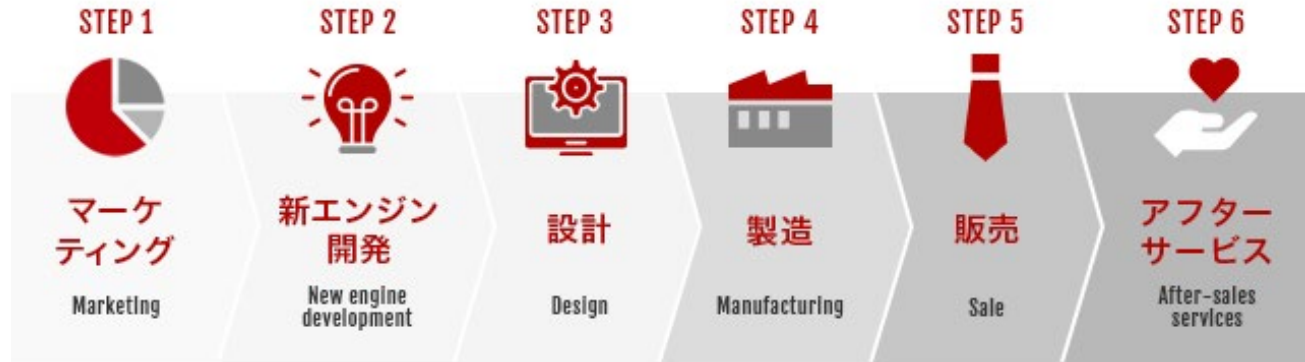 STEP 1
マーケ
ティング
Marketing
STEP 2
新エンジン
開発
New engine
development
STEP 3
設計
Design
STEP 4
製造
Manufacturing
STEP 5
販売
Sale
STEP 6
アフター
サービス
After-sales
services